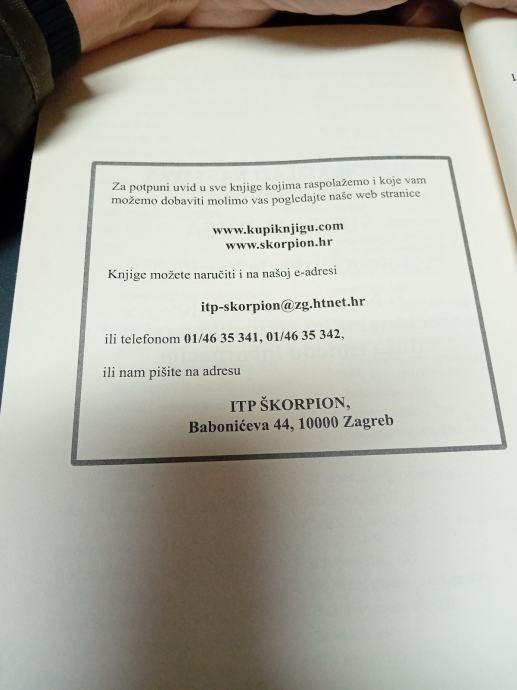 Za potpuni uvid u sve knjige kojima raspolažemo i koje vam
možemo dobaviti molimo vas pogledajte naše web stranice
www.kupiknjigu.com
www.skorpion.hr
Knjige možete naručiti i na našoj e-adresi
itp-skorpion@zg.htnet.hr
ili telefonom 01/46 35 341, 01/46 35 342,
ili nam pišite na adresu
ITP ŠKORPION,
Babonićeva 44, 10000 Zagreb